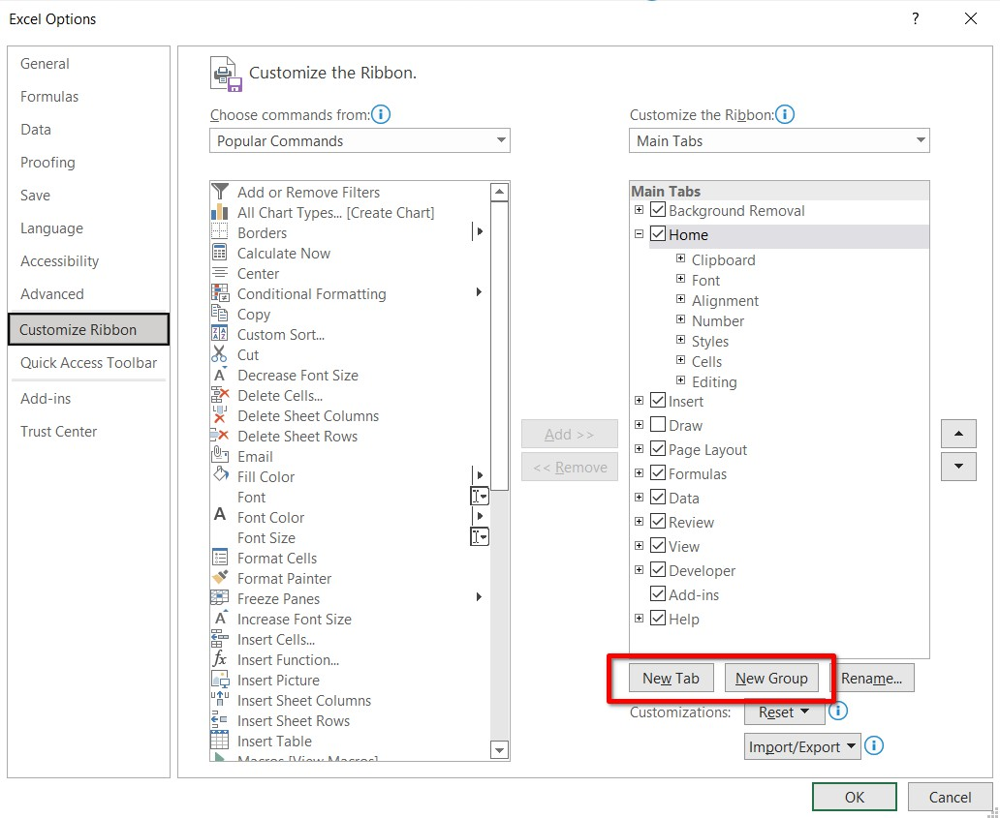 Excel Options
?
General
Formulas
Data
Proofing
Save
Language
Accessibility
Advanced
Customize Ribbon
Quick Access Toolbar
Add-ins
Trust Center
Customize the Ribbon.
Choose commands from:
Popular Commands
Add or Remove Filters
All Chart Types... [Create Chart]
Borders
Calculate Now
Center
Conditional Formatting
Copy
Custom Sort...
Cut
Decrease Font Size
Delete Cells...
Delete Sheet Columns
Delete Sheet Rows
Email
Fill Color
Font
Font Color
Font Size
Format Cells
Format Painter
Freeze Panes
Increase Font Size
Insert Cells...
Insert Function...
Insert Picture
Insert Sheet Columns
Insert Sheet Rows
Insert Table
Macros [View Macros]
Add >>
<< Remove
Customize the Ribbon:
Main Tabs
Main Tabs
Background Removal
Home
Clipboard
Font
Alignment
Number
Styles
Cells
Editing
Insert
Draw
Page Layout
Formulas
Data
Review
View
Developer
Add-ins
Help
New Tab
New Group
Rename...
Customizations:
Reset
Import/Export
OK
Cancel